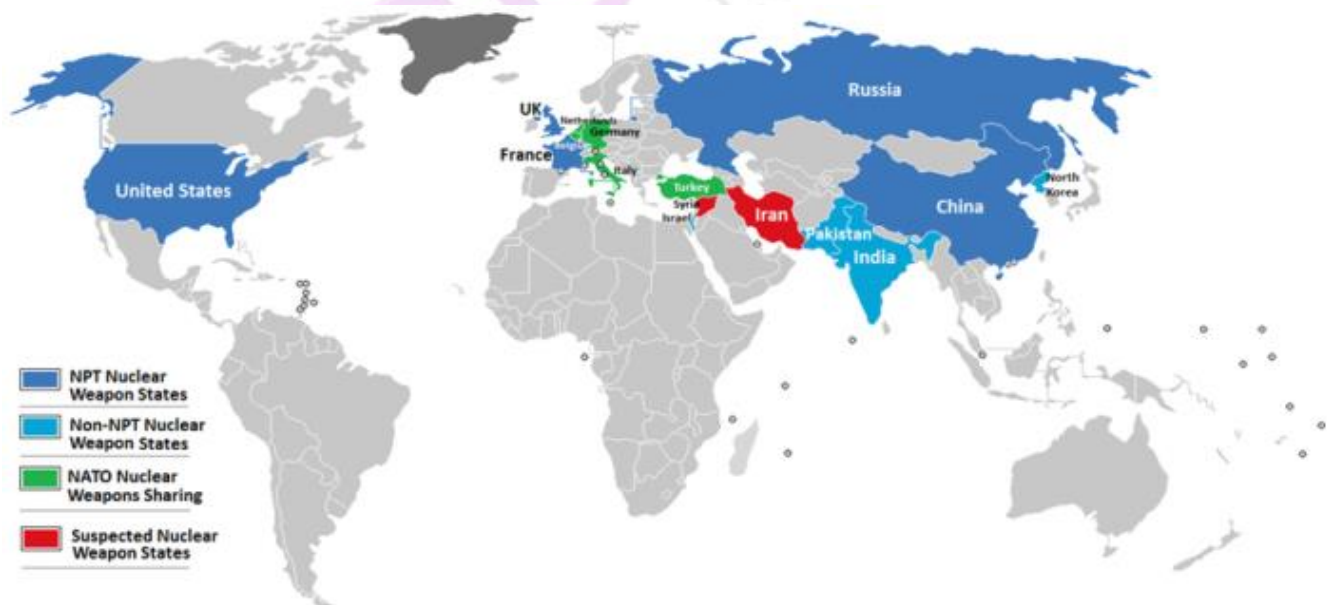 Russia
UK
Netherlands
Germany
Belgium
France
Italy
United States
Turkey
North
Korea
Syria
China
Israel
Iran
Pakistan
India
NPT Nuclear
Weapon States
Non-NPT Nuclear
Weapon States
NATO Nuclear
Weapons Sharing
Suspected Nuclear
Weapon States